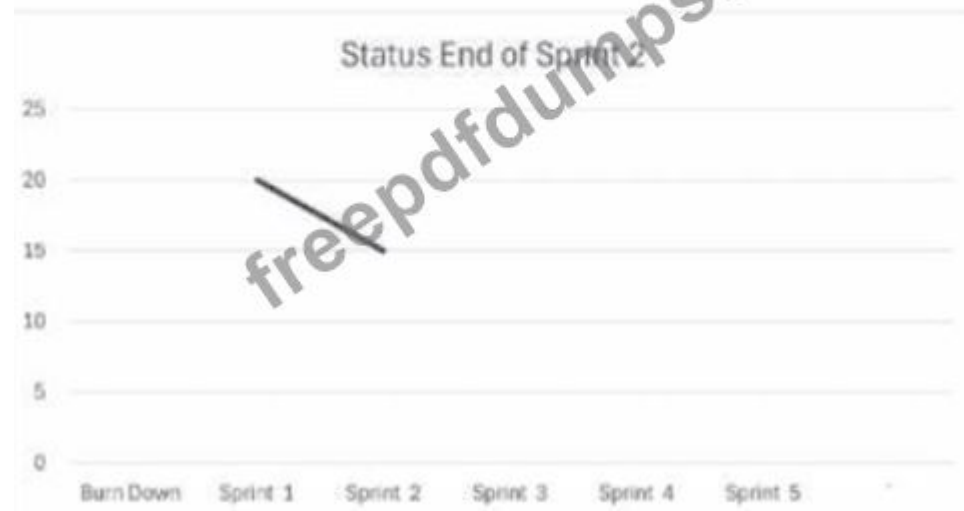 Status End of Sprint 2
freepdfdumps
25
20
15
10
5
0
Burn Down Sprint 1 Sprint 2 Sprint 3 Sprint 4 Sprint 5